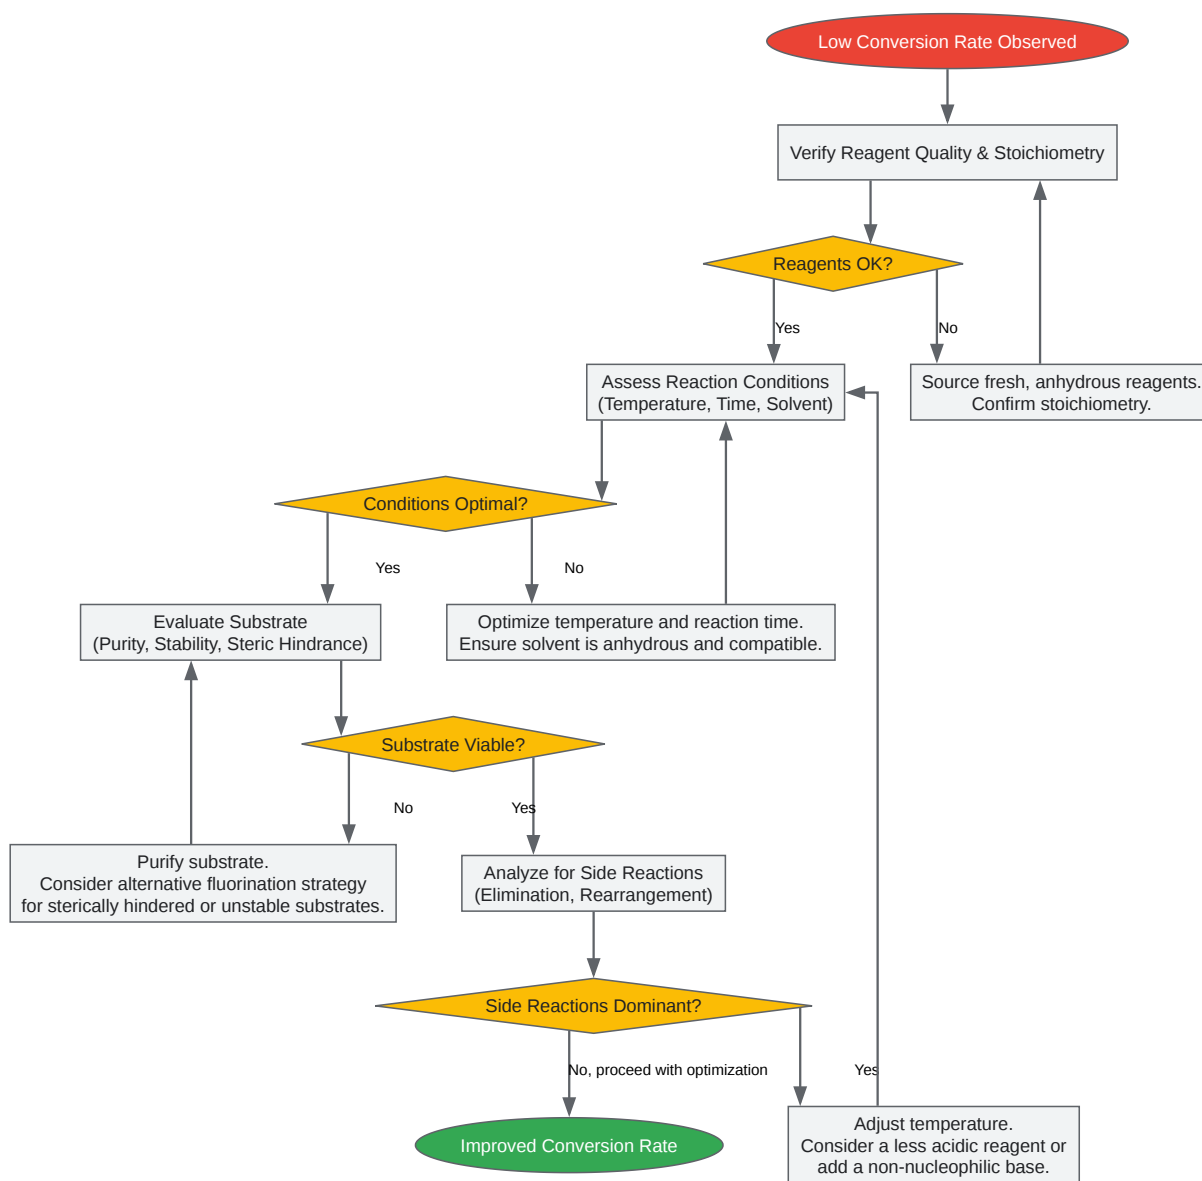 Low Conversion Rate Observed
Verify Reagent Quality & Stoichiometry
Reagents OK?
Yes
No
Assess Reaction Conditions
(Temperature, Time, Solvent)
Source fresh, anhydrous reagents.
Confirm stoichiometry.
Conditions Optimal?
Yes
No
Evaluate Substrate
(Purity, Stability, Steric Hindrance)
Optimize temperature and reaction time.
Ensure solvent is anhydrous and compatible.
Substrate Viable?
No
Yes
Purify substrate.
Consider alternative fluorination strategy
for sterically hindered or unstable substrates.
Analyze for Side Reactions
(Elimination, Rearrangement)
Side Reactions Dominant?
No, proceed with optimization
Yes
Improved Conversion Rate
Adjust temperature.
Consider a less acidic reagent or
add a non-nucleophilic base.